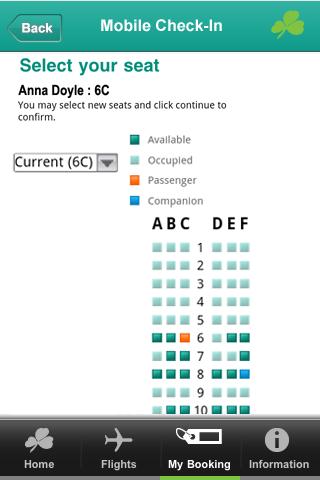 Back
Mobile Check-In
Select your seat
Anna Doyle : 6C
You may select new seats and click continue to
confirm.
Available
Current (6C)
Occupied
Passenger
Companion
A B C D E F
1
2
3
4
5
6
7
8
9
10
Home Flights My Booking Information